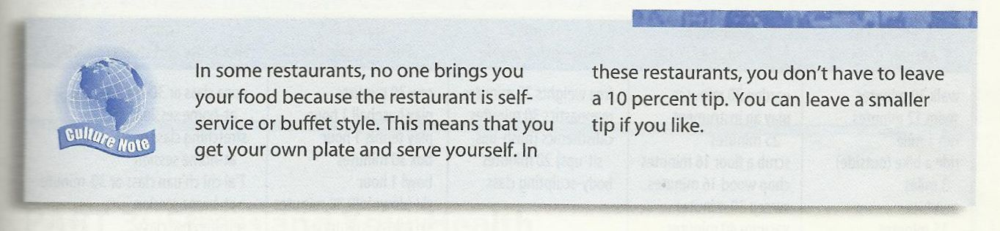 Culture Note
In some restaurants, no one brings you
your food because the restaurant is self-
service or buffet style. This means that you
get your own plate and serve yourself. In
these restaurants, you don't have to leave
a 10 percent tip. You can leave a smaller
tip if you like.